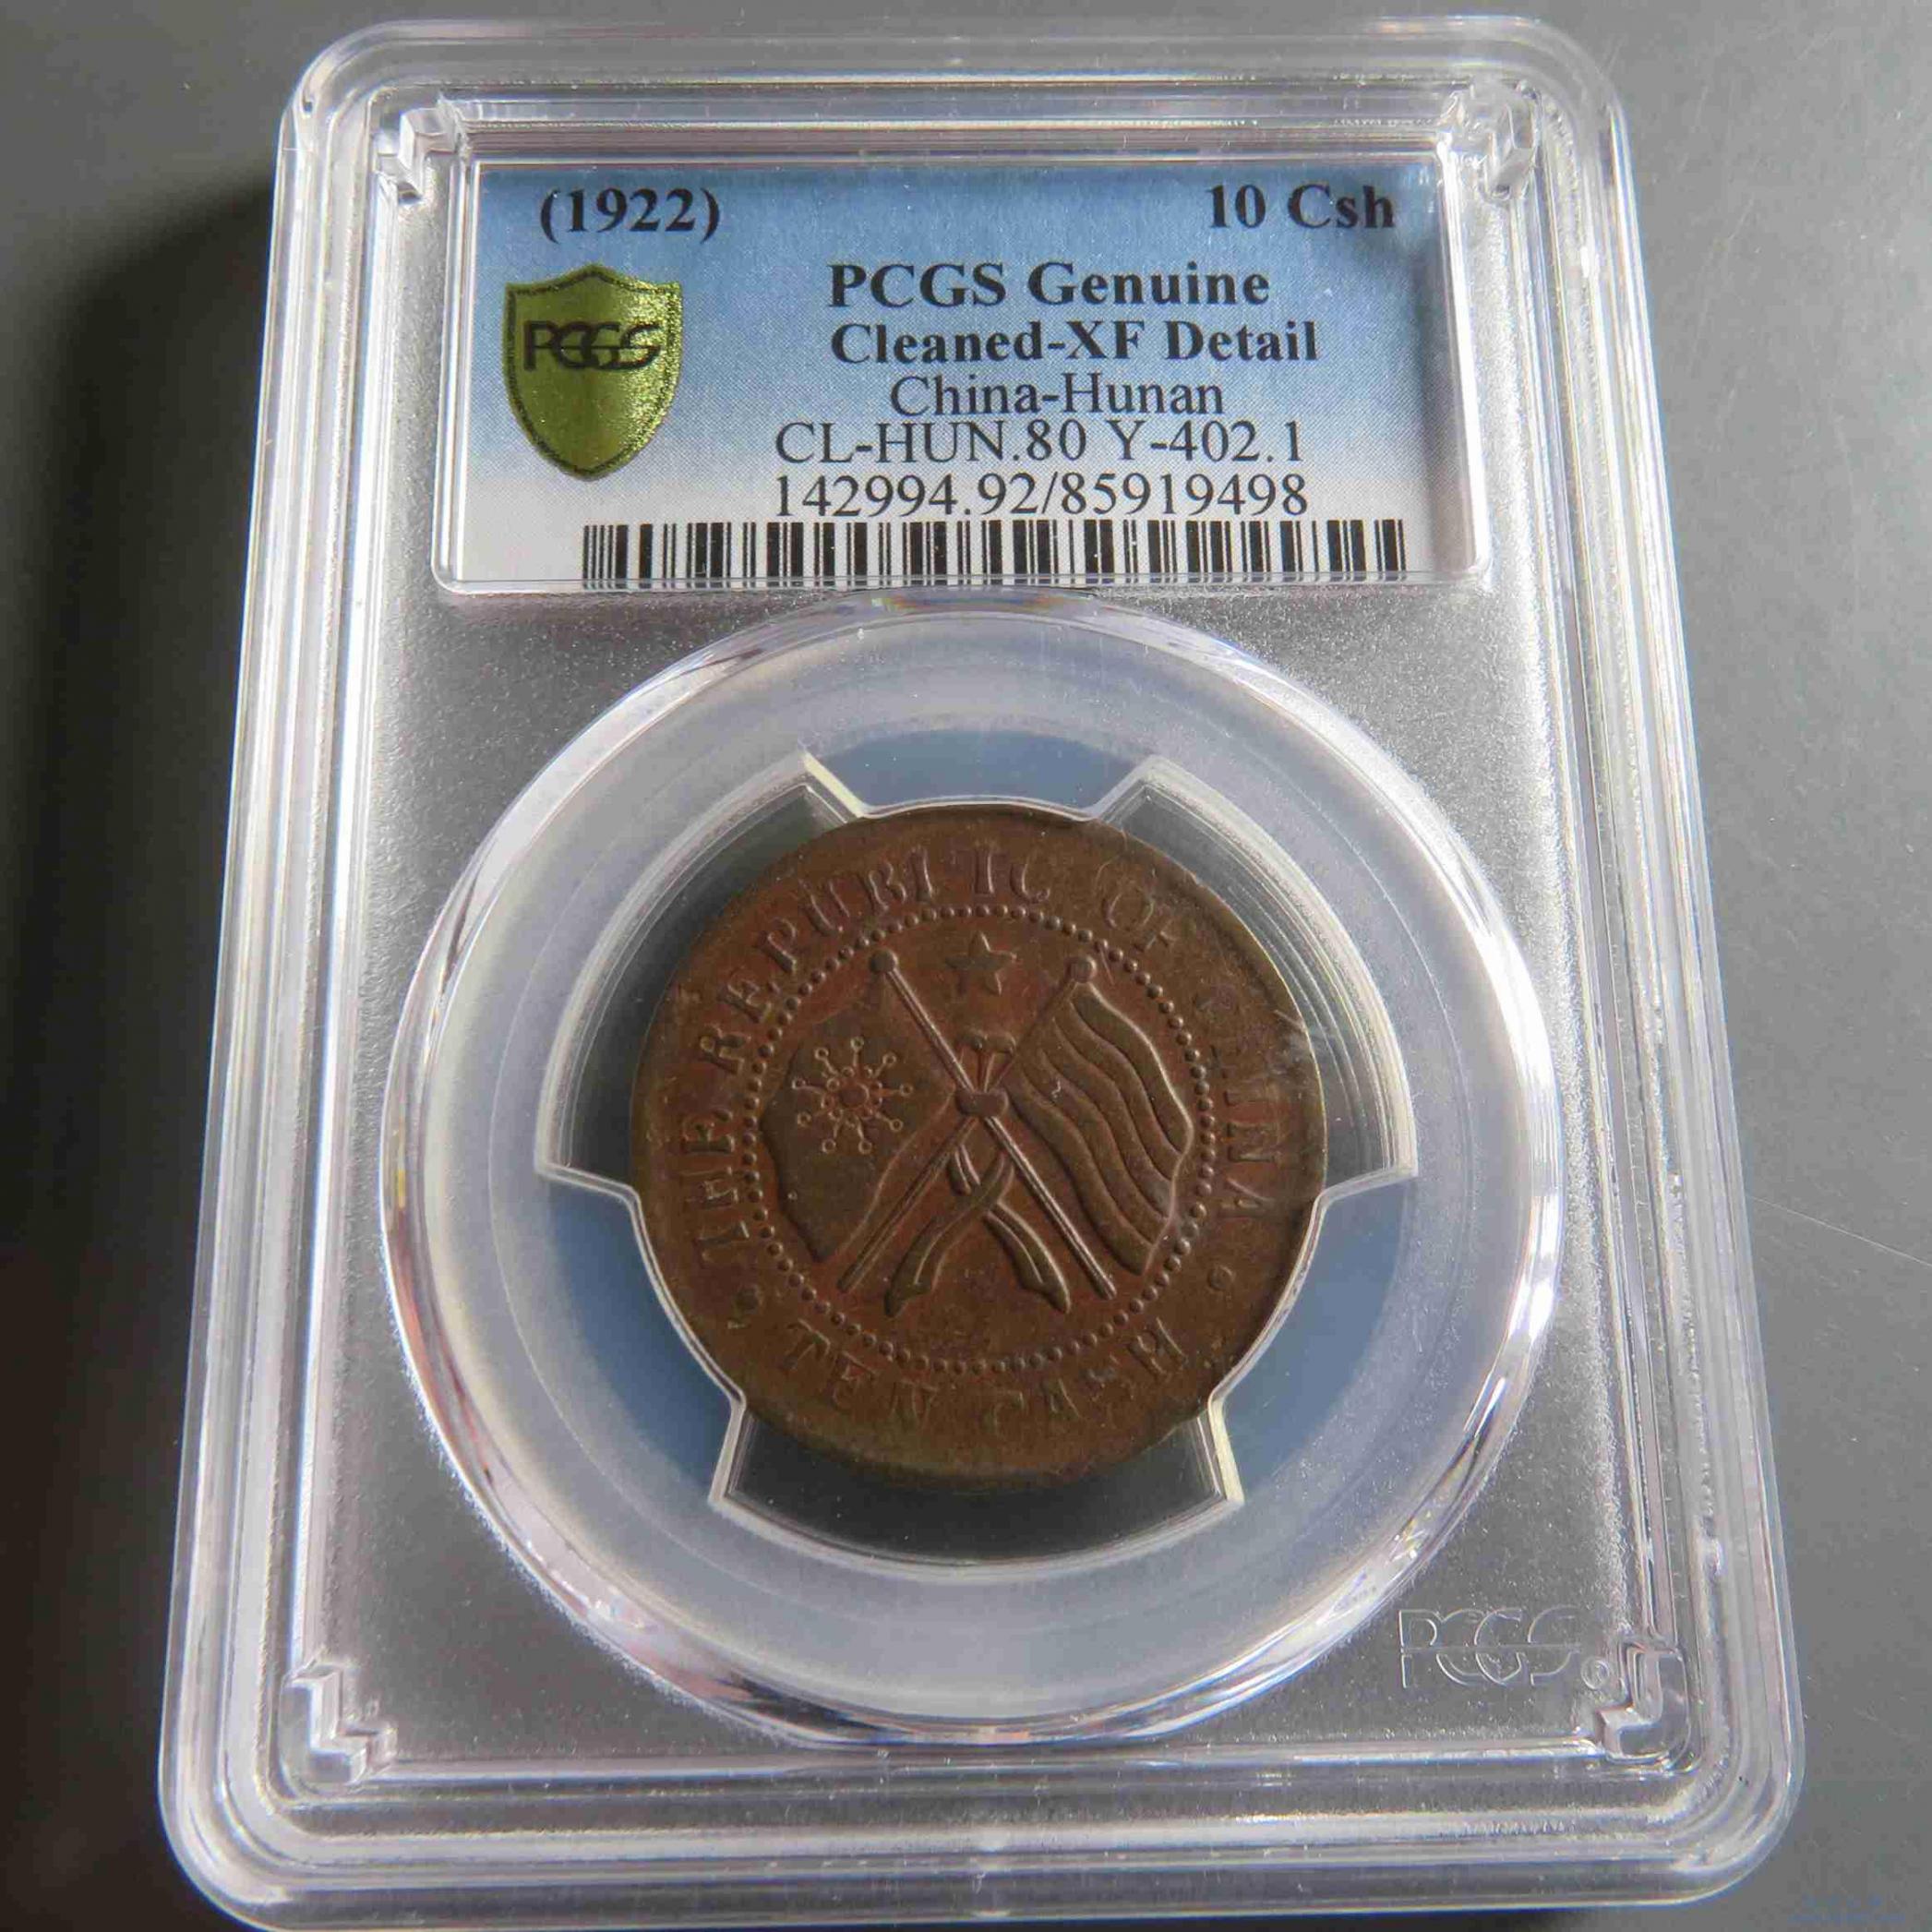 (1922) 10 Csh
PCGS
PCGS Genuine
Cleaned-XF Detail
China-Hunan
CL-HUN.80 Y-402.1
142994.92/85919498
THE REPUBLIC OF CHINA
TEN CASH
PCGS